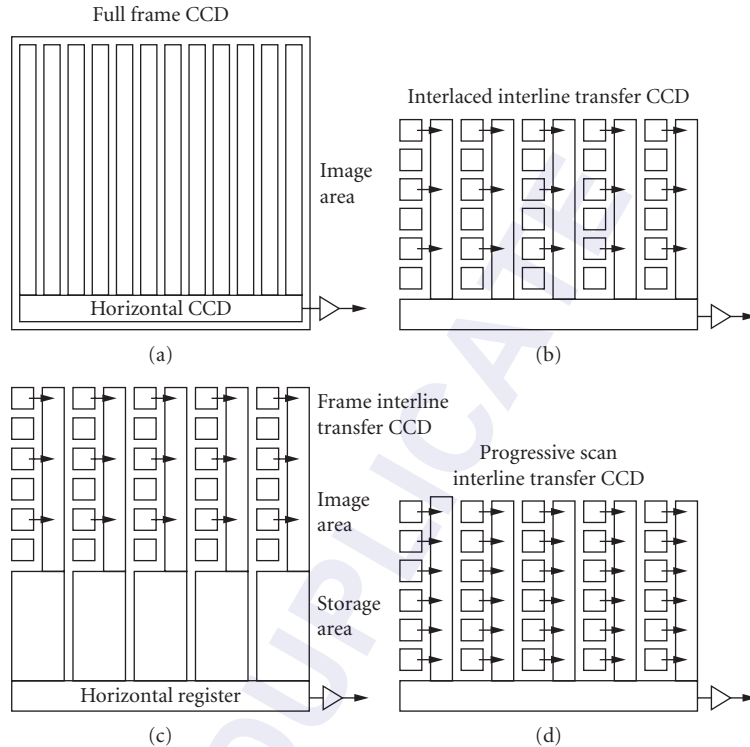 Full frame CCD
Image
area
Horizontal CCD
(a)
Interlaced interline transfer CCD
(b)
Frame interline
transfer CCD
Image
area
Storage
area
Horizontal register
(c)
Progressive scan
interline transfer CCD
(d)
DUPLICATE